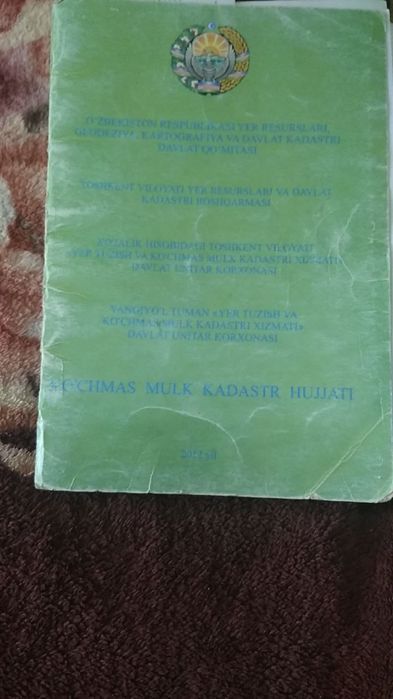 O'ZBEKISTON RESPUBLIKASI YER RESURSLARI,
GEODEZIYA, KARTOGRAFIYA VA DAVLAT KADASTRI
DAVLAT QO'MITASI
TOSHKENT VILOYATI YER RESURSLARI VA DAVLAT
KADASTRI BOSHQARMASI
XO'JALIK HISOBIDAGI TOSHKENT VILOYATI
«YER TUZISH VA KO'CHMAS MULK KADASTRI XIZMATI»
DAVLAT UNITAR KORXONASI
YANGIYO'L TUMAN «YER TUZISH VA
KO'CHMAS MULK KADASTRI XIZMATI»
DAVLAT UNITAR KORXONASI
KO'CHMAS MULK KADASTR HUJJATI
yil